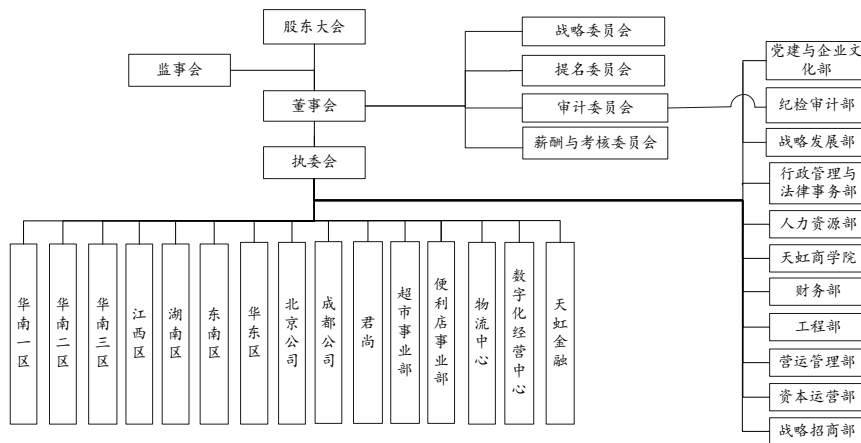 股东大会
监事会
董事会
执委会
战略委员会
提名委员会
审计委员会
薪酬与考核委员会
党建与企业文
化部
纪检审计部
战略发展部
行政管理与
法律事务部
人力资源部
天虹商学院
财务部
工程部
营运管理部
资本运营部
战略招商部
华南一区
华南二区
华南三区
江西区
湖南区
东南区
华东区
北京公司
成都公司
君尚
超市事业部
便利店事业部
物流中心
数字化经营中心
天虹金融